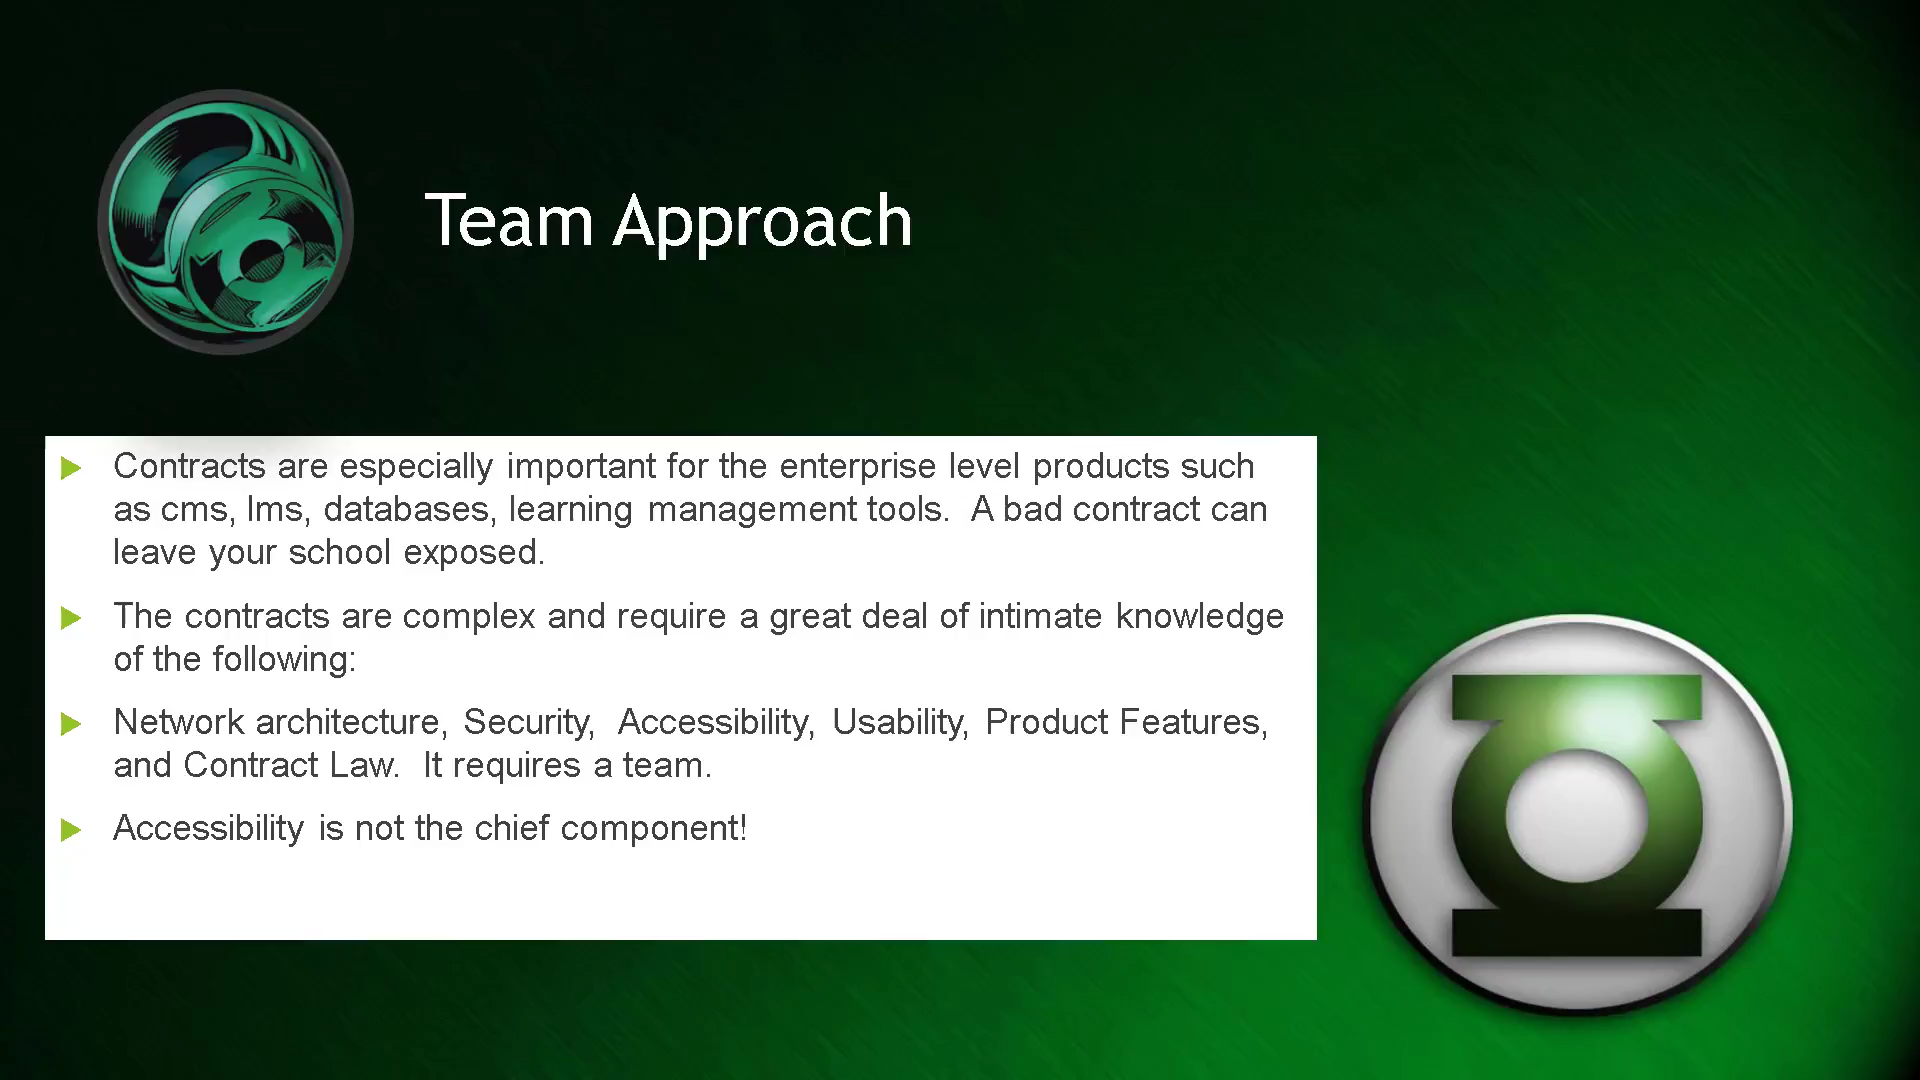 Team Approach
Contracts are especially important for the enterprise level products such
as cms, lms, databases, learning management tools.  A bad contract can
leave your school exposed.
The contracts are complex and require a great deal of intimate knowledge
of the following:
Network architecture, Security,  Accessibility, Usability, Product Features,
and Contract Law.  It requires a team.
Accessibility is not the chief component!